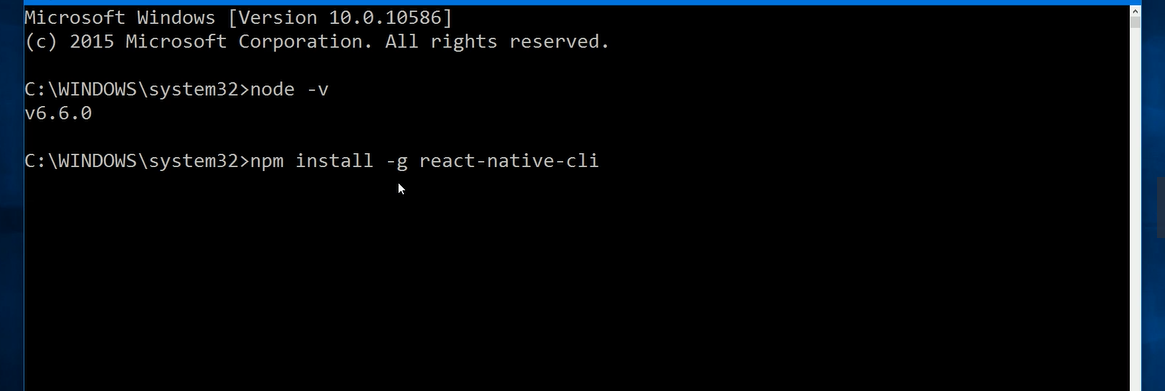 Microsoft Windows [Version 10.0.10586]
(c) 2015 Microsoft Corporation. All rights reserved.
C:\WINDOWS\system32>node -v
v6.6.0
C:\WINDOWS\system32>npm install -g react-native-cli